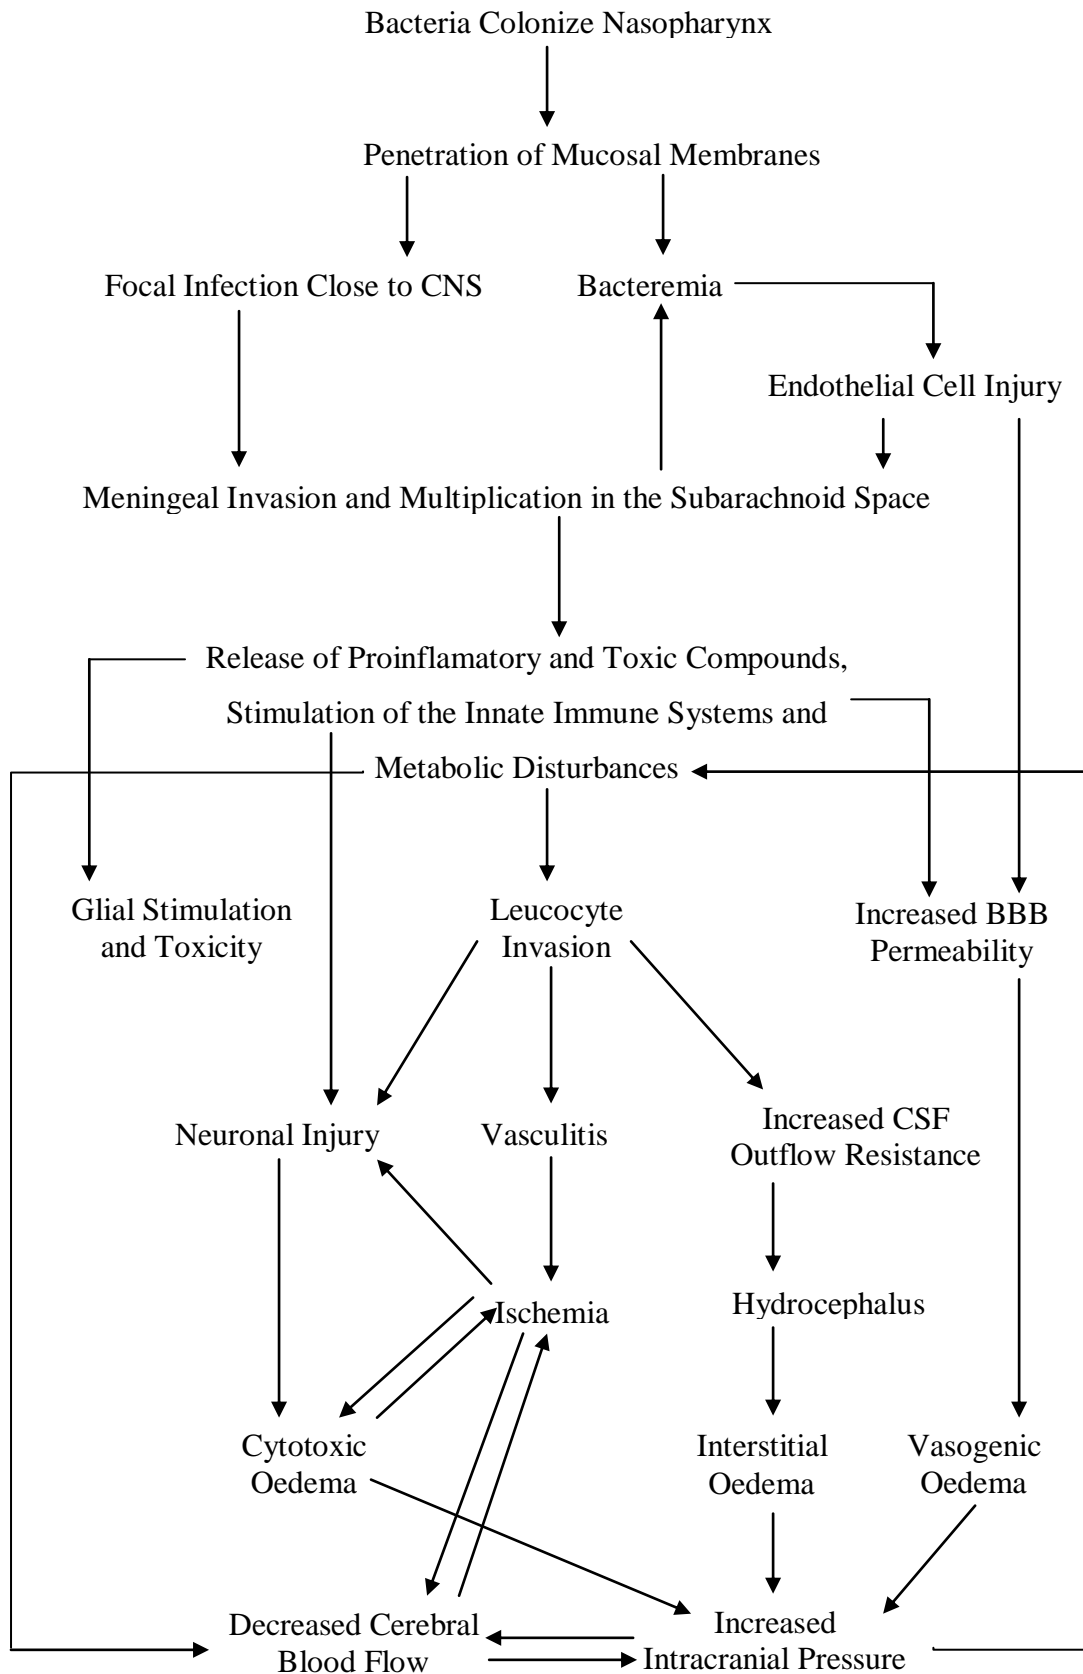 Bacteria Colonize Nasopharynx
Penetration of Mucosal Membranes
Focal Infection Close to CNS
Bacteremia
Endothelial Cell Injury
Meningeal Invasion and Multiplication in the Subarachnoid Space
Release of Proinflamatory and Toxic Compounds,
Stimulation of the Innate Immune Systems and
Metabolic Disturbances
Glial Stimulation
and Toxicity
Leucocyte
Invasion
Increased BBB
Permeability
Neuronal Injury
Vasculitis
Increased CSF
Outflow Resistance
Ischemia
Hydrocephalus
Cytotoxic
Oedema
Interstitial
Oedema
Vasogenic
Oedema
Decreased Cerebral
Blood Flow
Increased
Intracranial Pressure